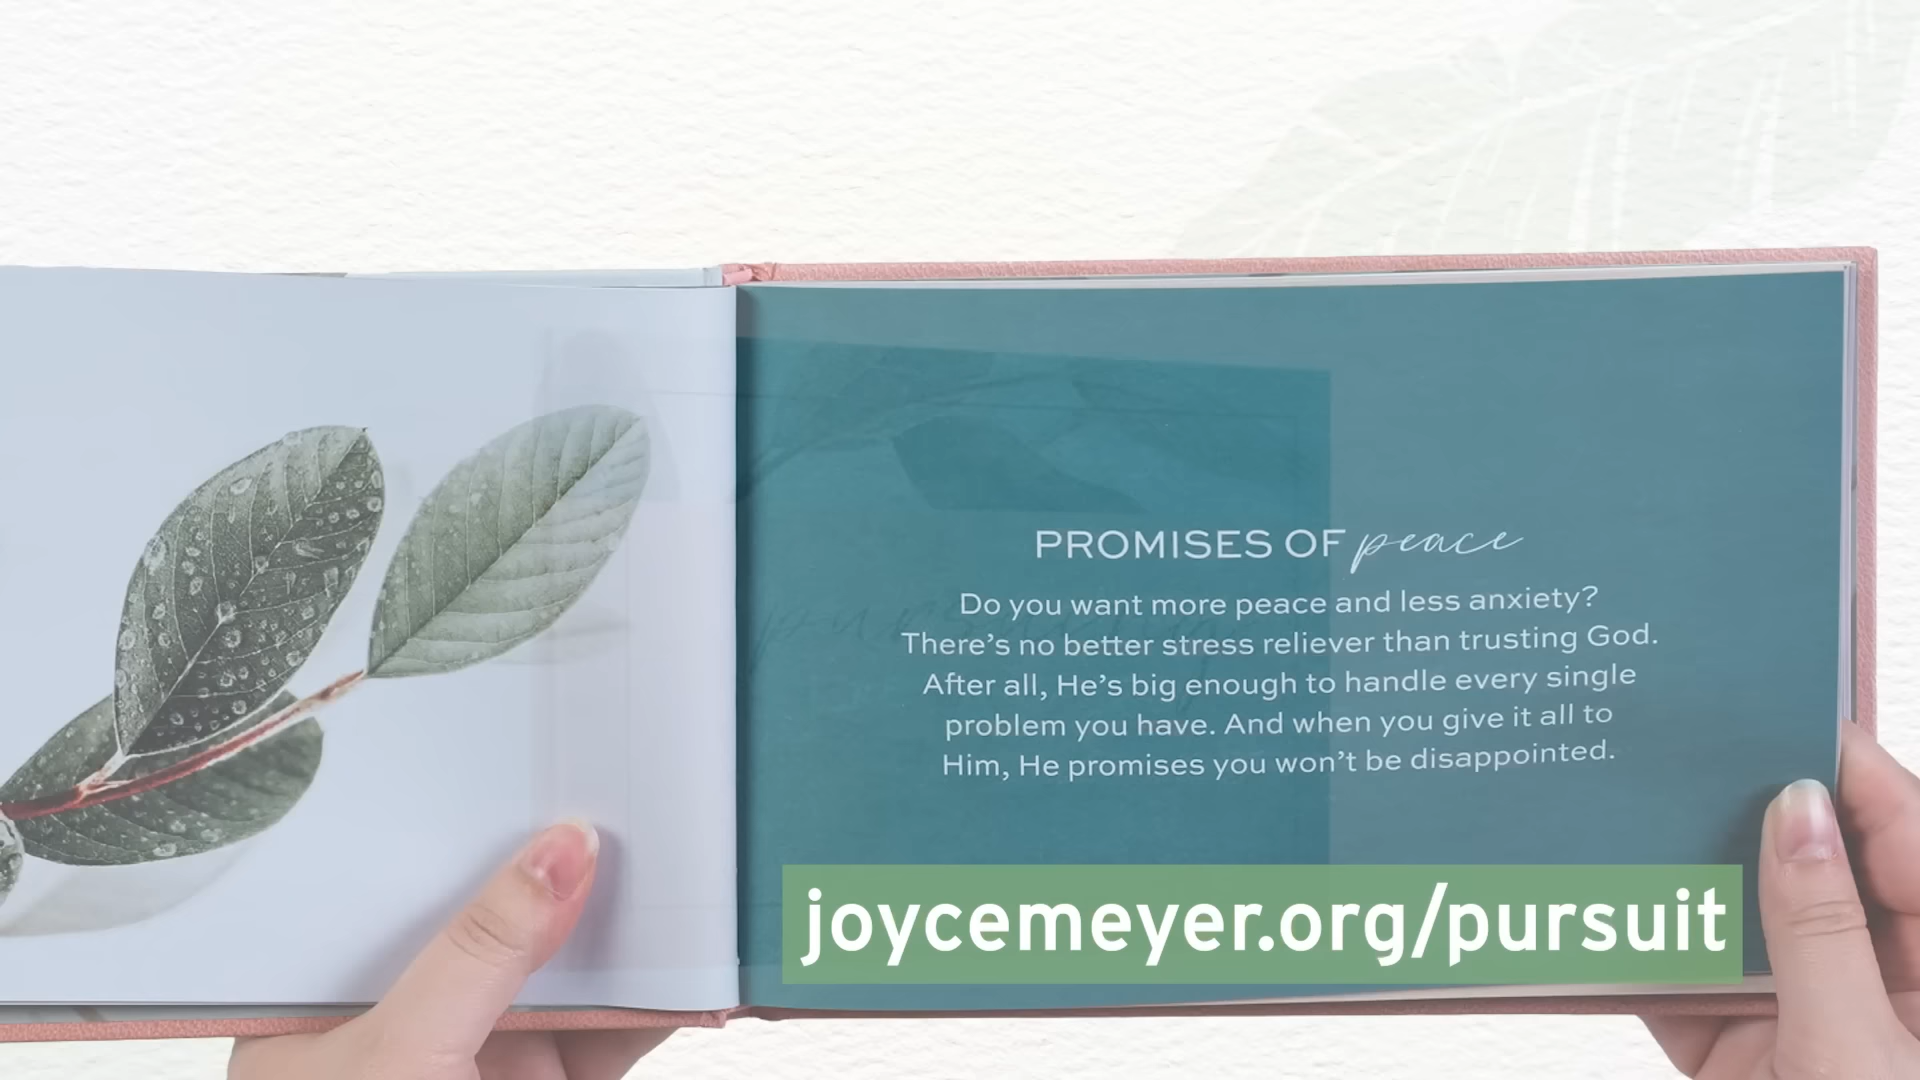 PROMISES OF peace
Do you want more peace and less anxiety?
There's no better stress reliever than trusting God.
After all, He's big enough to handle every single
problem you have. And when you give it all to
Him, He promises you won't be disappointed.
joycemeyer.org/pursuit